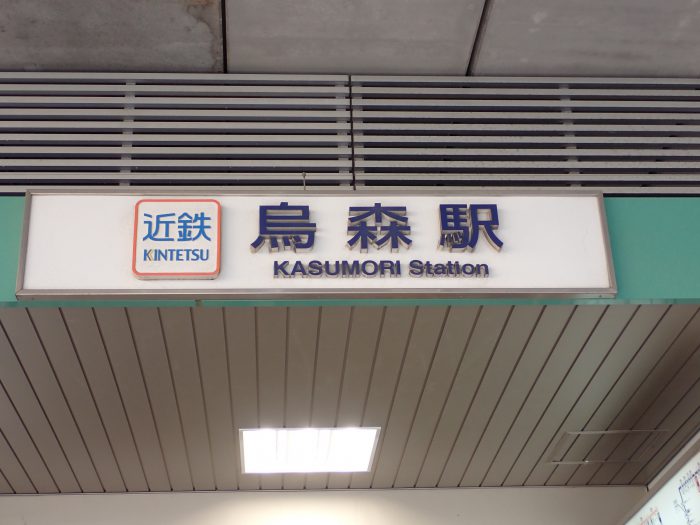 近鉄
KINTETSU
烏森駅
KASUMORI Station